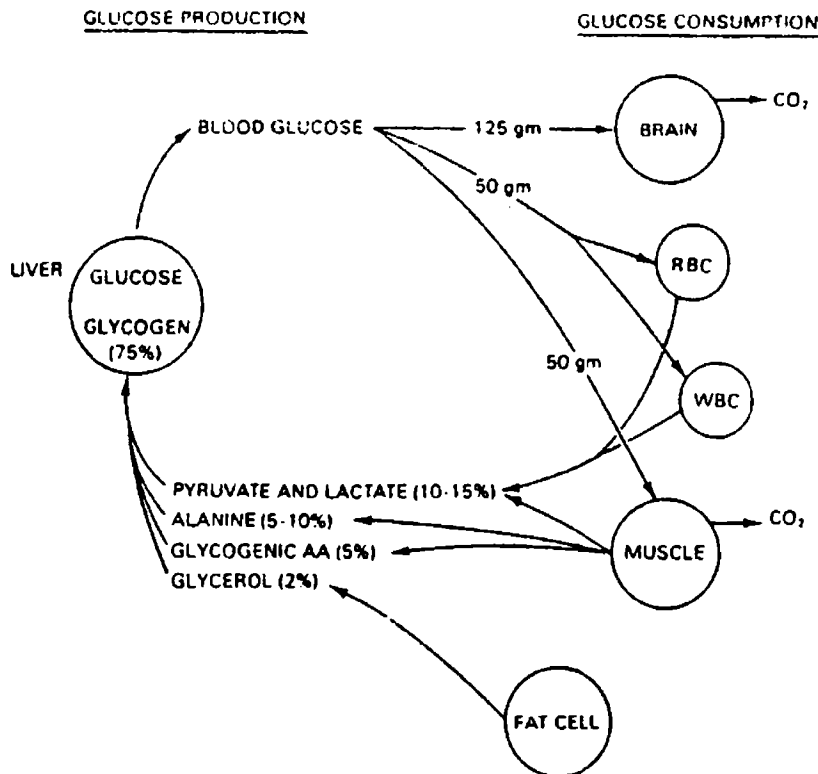 GLUCOSE PRODUCTION
GLUCOSE CONSUMPTION
CO₂
BLOOD GLUCOSE
125 gm
BRAIN
50 gm
LIVER
GLUCOSE
RBC
GLYCOGEN
(75%)
50 gm
WBC
PYRUVATE AND LACTATE (10-15%)
ALANINE (5-10%)
CO₂
GLYCOGENIC AA (5%)
MUSCLE
GLYCEROL (2%)
FAT CELL